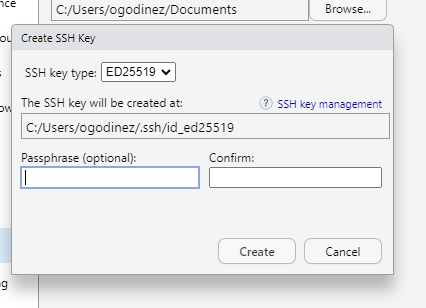 nce
C:/Users/ogodinez/Documents
Browse...
Create SSH Key
SSH key type: ED25519
The SSH key will be created at:
? SSH key management
C:/Users/ogodinez/.ssh/id_ed25519
Passphrase (optional):
Confirm:
Create
Cancel